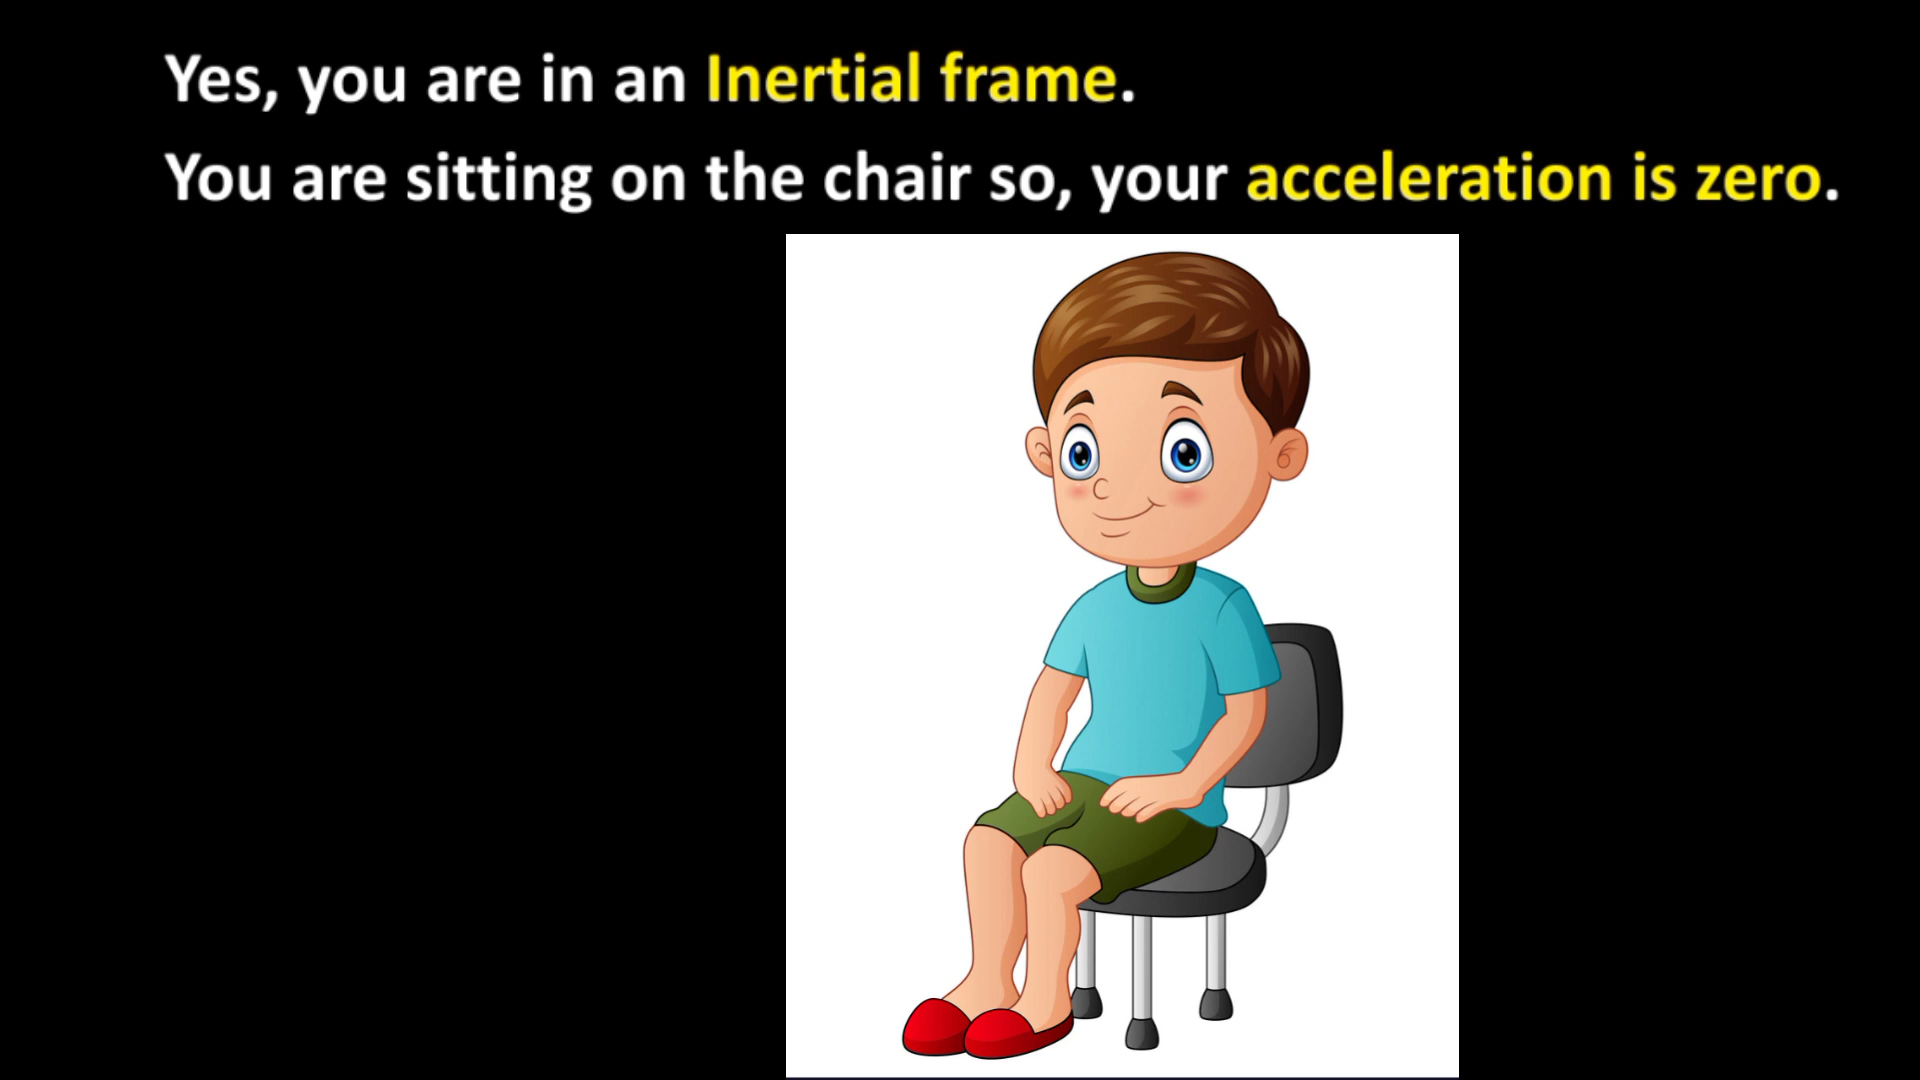 Yes, you are in an Inertial frame.
You are sitting on the chair so, your acceleration is zero.